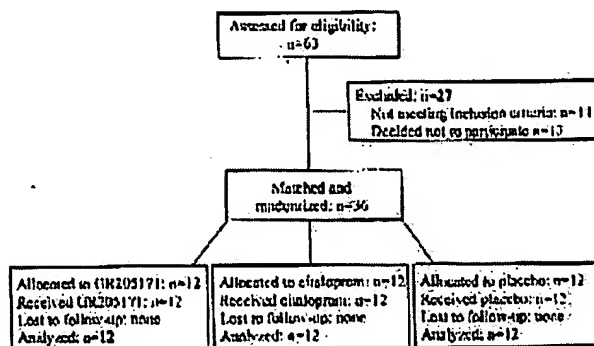 Assessed for eligibility:
n=63
Excluded: n=27
Not meeting inclusion criteria: n=14
Decided not to participate n=13
Matched and
randomized: n=36
Allocated to GR205171: n=12
Received GR205171: n=12
Lost to follow-up: none
Analyzed: n=12
Allocated to citalopram: n=12
Received citalopram: n=12
Lost to follow-up: none
Analyzed: n=12
Allocated to placebo: n=12
Received placebo: n=12
Lost to follow-up: none
Analyzed: n=12